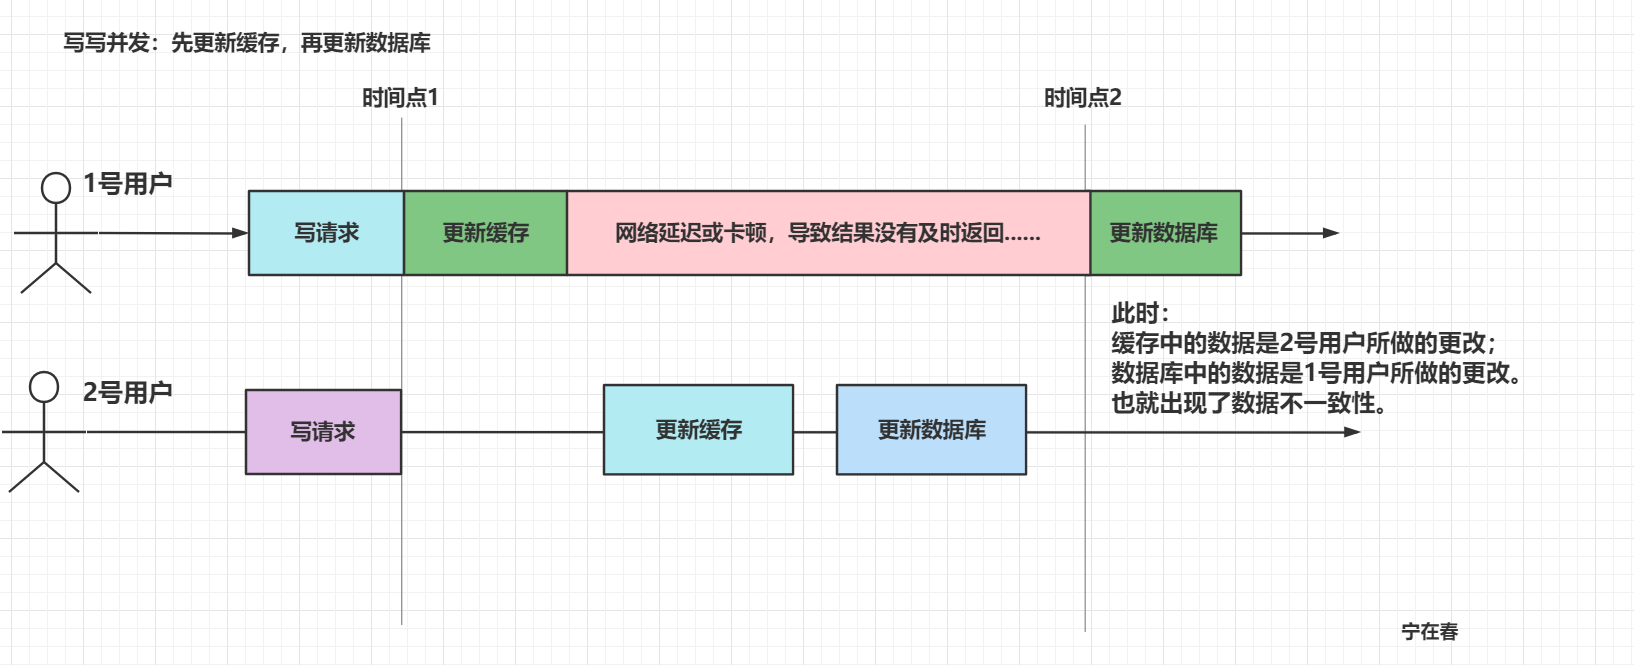 写写并发：先更新缓存，再更新数据库
时间点1
时间点2
1号用户
写请求
更新缓存
网络延迟或卡顿，导致结果没有及时返回......
更新数据库
此时：
缓存中的数据是2号用户所做的更改；
数据库中的数据是1号用户所做的更改。
也就出现了数据不一致性。
2号用户
写请求
更新缓存
更新数据库
宁在春